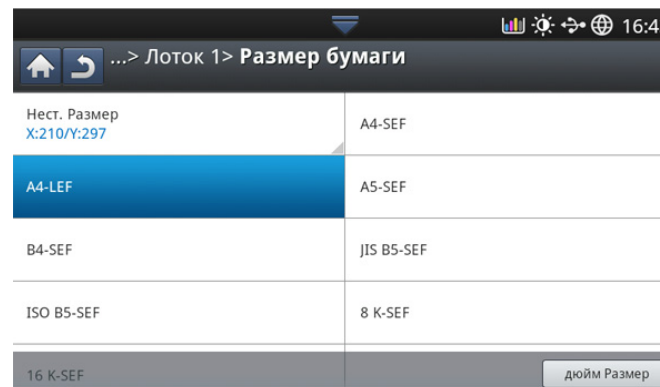 16:4
...> Лоток 1> Размер бумаги
Нест. Размер
X:210/Y:297
A4-SEF
A4-LEF
A5-SEF
B4-SEF
JIS B5-SEF
ISO B5-SEF
8 K-SEF
16 K-SEF
дюйм Размер